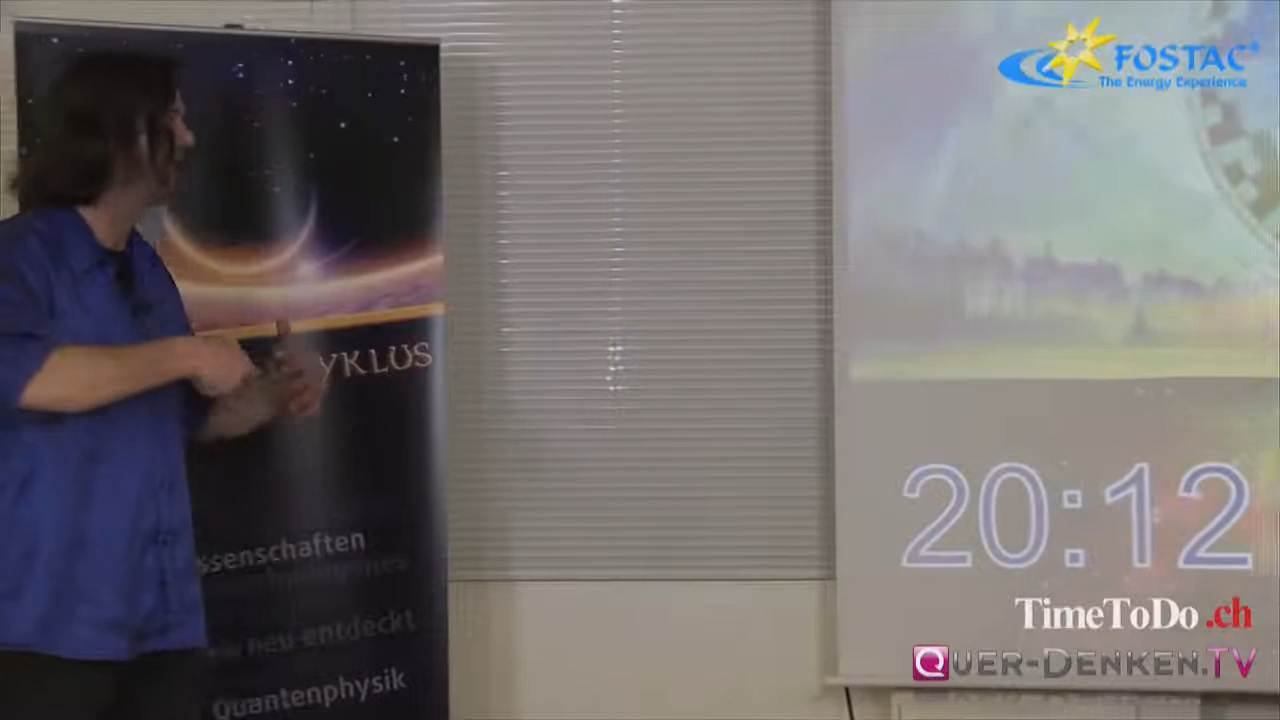 FOSTAC®
The Energy Experience
YKLUS
ssenschaften
neu entdeckt
Quantenphysik
20:12
TimeToDo.ch
QUER-DENKEN.TV